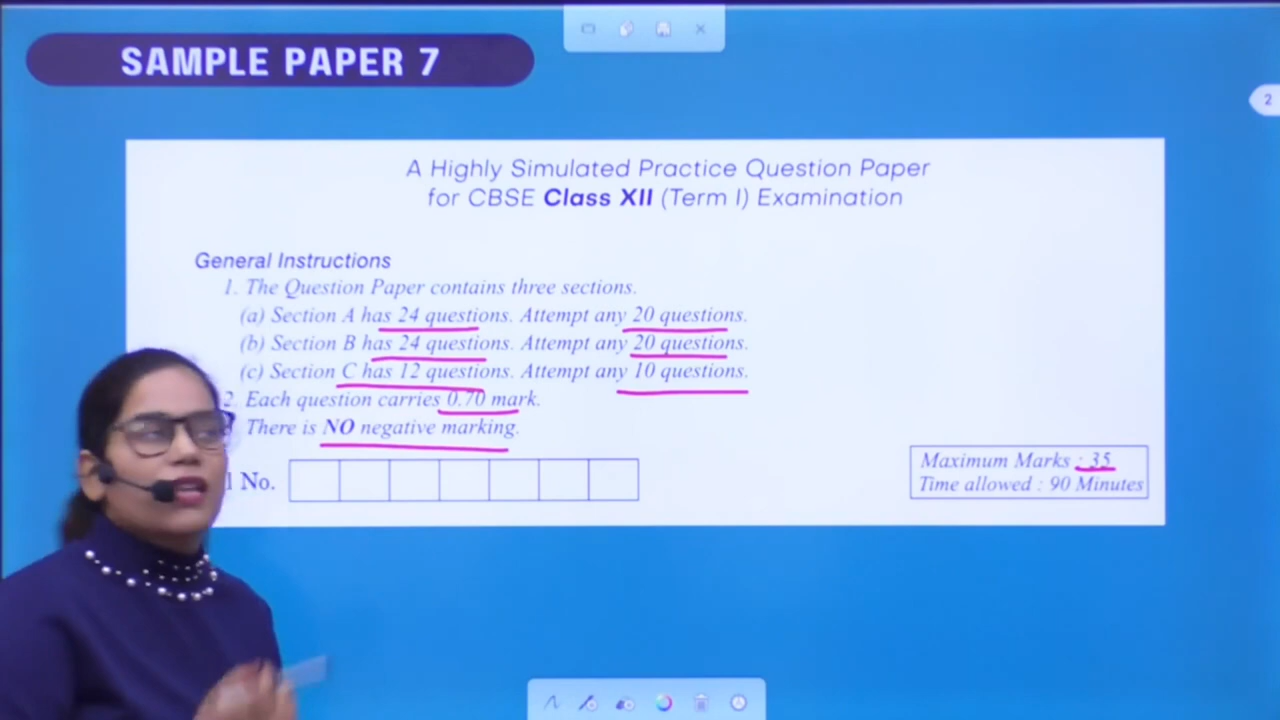 SAMPLE PAPER 7
2
A Highly Simulated Practice Question Paper
for CBSE Class XII (Term I) Examination
General Instructions
1. The Question Paper contains three sections.
(a) Section A has 24 questions. Attempt any 20 questions.
(b) Section B has 24 questions. Attempt any 20 questions.
(c) Section C has 12 questions. Attempt any 10 questions.
2. Each question carries 0.70 mark.
There is NO negative marking.
No.
Maximum Marks : 35
Time allowed : 90 Minutes